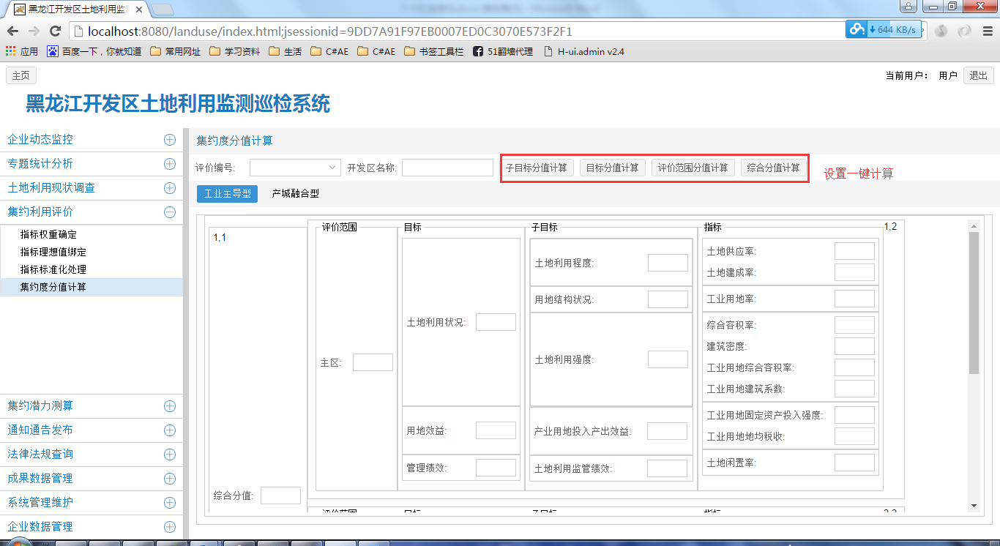 黑龙江开发区土地利用监
localhost:8080/landuse/index.html;jsessionid=9DD7A91F97EB0007ED0C3070E573F2F1
644 KB/s
应用 百度一下，你就知道 常用网址 学习资料 生活 C#AE C#AE 书签工具栏 51翻墙代理 H-ui.admin v2.4
主页 当前用户： 用户 退出
黑龙江开发区土地利用监测巡检系统
企业动态监控
专题统计分析
土地利用现状调查
集约利用评价
指标权重确定
指标理想值绑定
指标标准化处理
集约度分值计算
集约潜力测算
通知通告发布
法律法规查询
成果数据管理
系统管理维护
企业数据管理
集约度分值计算
评价编号: 开发区名称: 子目标分值计算 目标分值计算 评价范围分值计算 综合分值计算
设置一键计算
工业主导型 产城融合型
1,1
综合分值:
评价范围
主区:
目标
土地利用状况:
用地效益:
管理绩效:
子目标
土地利用程度:
用地结构状况:
土地利用强度:
产业用地投入产出效益:
土地利用监管绩效:
指标
土地供应率:
土地建成率:
工业用地率:
综合容积率:
建筑密度:
工业用地综合容积率:
工业用地建筑系数:
工业用地固定资产投入强度:
工业用地地均税收:
土地闲置率:
1,2
评价范围 目标 子目标 指标 2,2